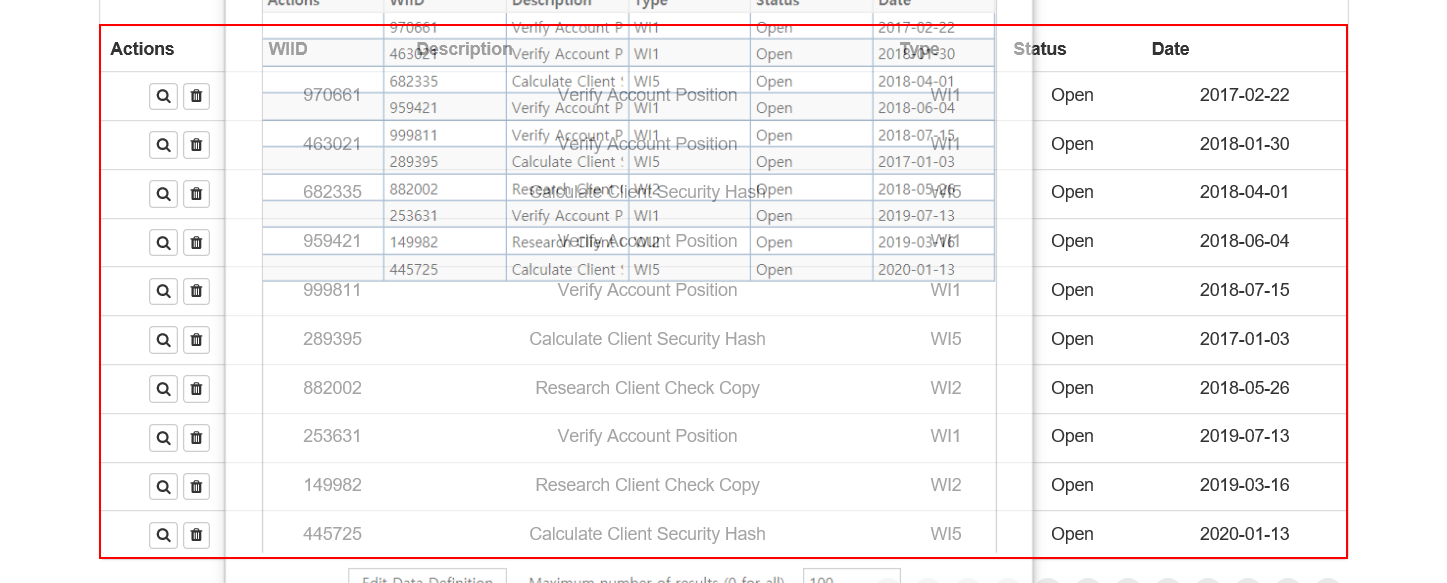 Actions WIID Description Type Status Date
970661 Verify Account P WI1 Open 2017-02-22
463021 Verify Account P WI1 Open 2018-01-30
682335 Calculate Client WI5 Open 2018-04-01
959421 Verify Account P WI1 Open 2018-06-04
999811 Verify Account P WI1 Open 2018-07-15
289395 Calculate Client WI5 Open 2017-01-03
882002 Research Client WI2 Open 2018-05-26
253631 Verify Account P WI1 Open 2019-07-13
149982 Research Client WI2 Open 2019-03-16
445725 Calculate Client WI5 Open 2020-01-13
Actions WIID Description Type Status Date
970661 Verify Account Position WI1 Open 2017-02-22
463021 Verify Account Position WI1 Open 2018-01-30
682335 Calculate Client Security Hash WI5 Open 2018-04-01
959421 Verify Account Position WI1 Open 2018-06-04
999811 Verify Account Position WI1 Open 2018-07-15
289395 Calculate Client Security Hash WI5 Open 2017-01-03
882002 Research Client Check Copy WI2 Open 2018-05-26
253631 Verify Account Position WI1 Open 2019-07-13
149982 Research Client Check Copy WI2 Open 2019-03-16
445725 Calculate Client Security Hash WI5 Open 2020-01-13
Edit Data Definition Maximum number of results (0 for all) 100